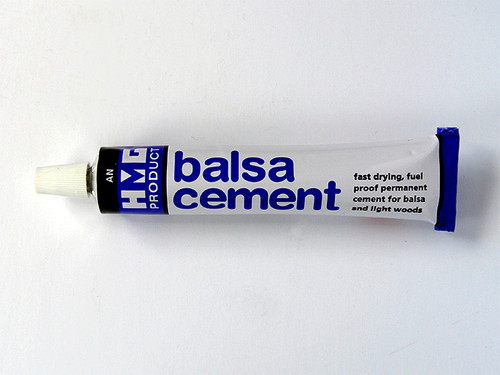 AN
HMG
PRODUCT
balsa
cement
fast drying, fuel
proof permanent
cement for balsa
and light woods